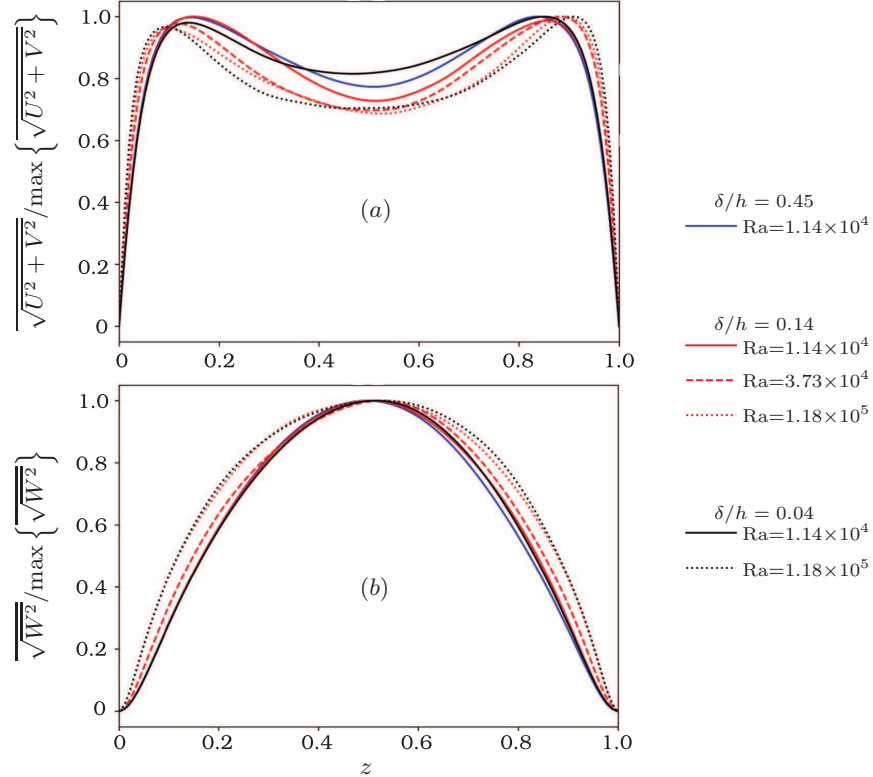 1.0
0.8
0.6
0.4
0.2
0
√U² + V²/max{√U² + V²}
(a)
0 0.2 0.4 0.6 0.8 1.0
1.0
0.8
0.6
0.4
0.2
0
√W²/max{√W²}
(b)
0 0.2 0.4 0.6 0.8 1.0
z
δ/h = 0.45
Ra=1.14×10⁴
δ/h = 0.14
Ra=1.14×10⁴
Ra=3.73×10⁴
Ra=1.18×10⁵
δ/h = 0.04
Ra=1.14×10⁴
Ra=1.18×10⁵